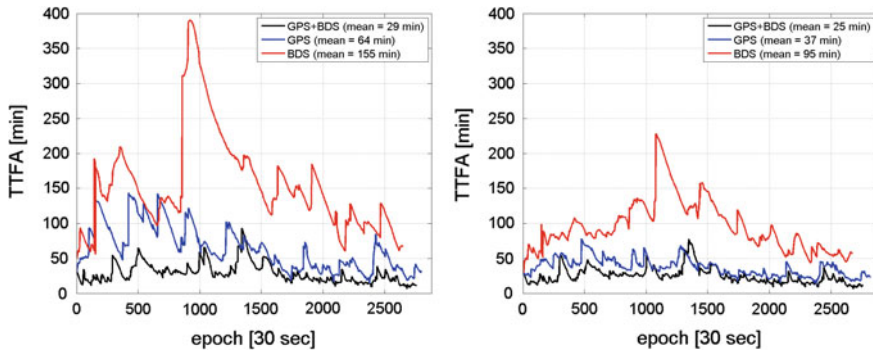 400
350
300
250
200
150
100
50
0
TTFA [min]
GPS+BDS (mean = 29 min)
GPS (mean = 64 min)
BDS (mean = 155 min)
0 500 1000 1500 2000 2500
epoch [30 sec]
400
350
300
250
200
150
100
50
0
TTFA [min]
GPS+BDS (mean = 25 min)
GPS (mean = 37 min)
BDS (mean = 95 min)
0 500 1000 1500 2000 2500
epoch [30 sec]